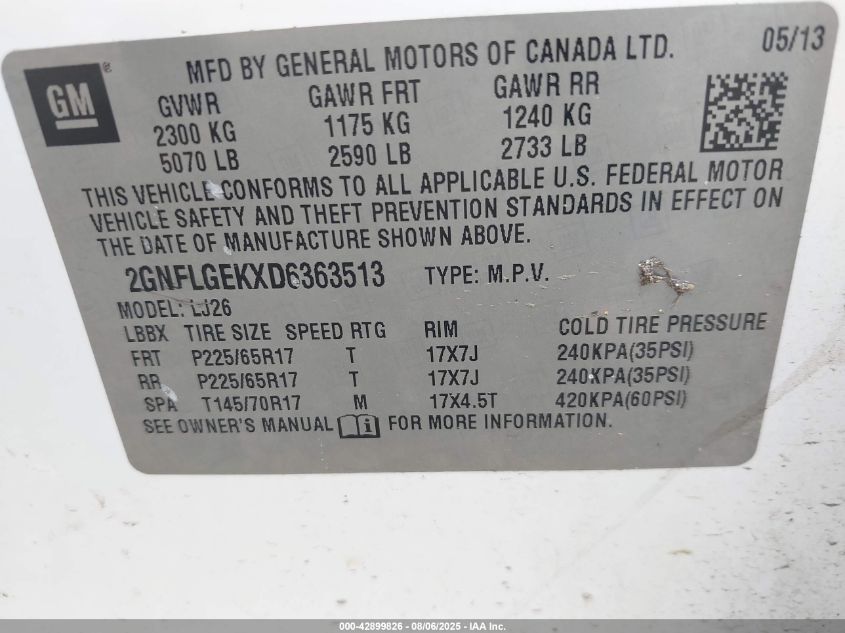 05/13
GM®
MFD BY GENERAL MOTORS OF CANADA LTD.
GVWR GAWR FRT GAWR RR
2300 KG 1175 KG 1240 KG
5070 LB 2590 LB 2733 LB
THIS VEHICLE CONFORMS TO ALL APPLICABLE U.S. FEDERAL MOTOR
VEHICLE SAFETY AND THEFT PREVENTION STANDARDS IN EFFECT ON
THE DATE OF MANUFACTURE SHOWN ABOVE.
2GNFLGEKXD6363513 TYPE: M.P.V.
MODEL: LJ26
LBBX TIRE SIZE SPEED RTG RIM COLD TIRE PRESSURE
FRT P225/65R17 T 17X7J 240KPA(35PSI)
RR P225/65R17 T 17X7J 240KPA(35PSI)
SPA T145/70R17 M 17X4.5T 420KPA(60PSI)
SEE OWNER'S MANUAL FOR MORE INFORMATION.
000-42899826 - 08/06/2025 - IAA Inc.